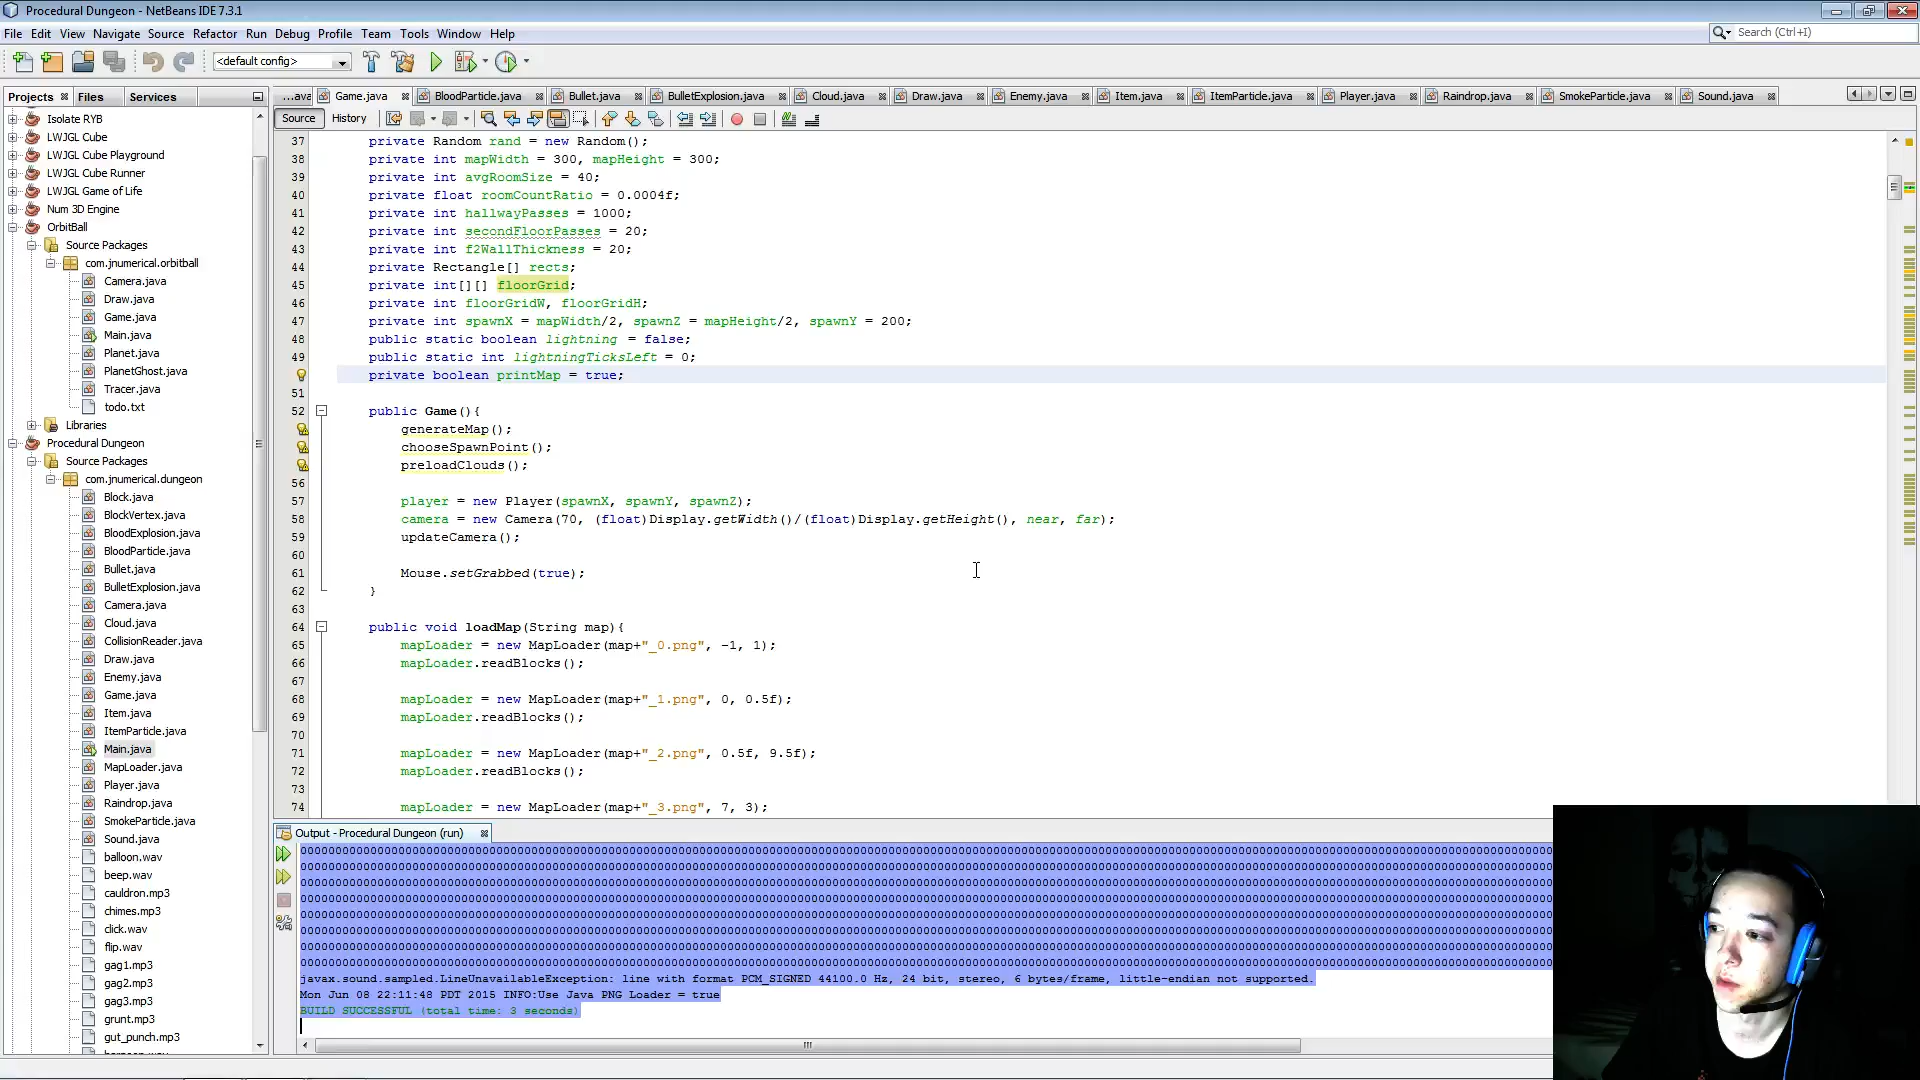 Procedural Dungeon - NetBeans IDE 7.3.1
File Edit View Navigate Source Refactor Run Debug Profile Team Tools Window Help
Search (Ctrl+I)
<default config>
Projects Files Services
Isolate RYB
LWJGL Cube
LWJGL Cube Playground
LWJGL Cube Runner
LWJGL Game of Life
Num 3D Engine
OrbitBall
Source Packages
com.jnumerical.orbitball
Camera.java
Draw.java
Game.java
Main.java
Planet.java
PlanetGhost.java
Tracer.java
todo.txt
Libraries
Procedural Dungeon
Source Packages
com.jnumerical.dungeon
Block.java
BlockVertex.java
BloodExplosion.java
BloodParticle.java
Bullet.java
BulletExplosion.java
Camera.java
Cloud.java
CollisionReader.java
Draw.java
Enemy.java
Game.java
Item.java
ItemParticle.java
Main.java
MapLoader.java
Player.java
Raindrop.java
SmokeParticle.java
Sound.java
balloon.wav
beep.wav
cauldron.mp3
chimes.mp3
click.wav
flip.wav
gag1.mp3
gag2.mp3
gag3.mp3
grunt.mp3
gut_punch.mp3
...ava Game.java BloodParticle.java Bullet.java BulletExplosion.java Cloud.java Draw.java Enemy.java Item.java ItemParticle.java Player.java Raindrop.java SmokeParticle.java Sound.java
Source History
37 private Random rand = new Random();
38 private int mapWidth = 300, mapHeight = 300;
39 private int avgRoomSize = 40;
40 private float roomCountRatio = 0.0004f;
41 private int hallwayPasses = 1000;
42 private int secondFloorPasses = 20;
43 private int f2WallThickness = 20;
44 private Rectangle[] rects;
45 private int[][] floorGrid;
46 private int floorGridW, floorGridH;
47 private int spawnX = mapWidth/2, spawnZ = mapHeight/2, spawnY = 200;
48 public static boolean lightning = false;
49 public static int lightningTicksLeft = 0;
private boolean printMap = true;
51
52 public Game(){
generateMap();
chooseSpawnPoint();
preloadClouds();
56
57 player = new Player(spawnX, spawnY, spawnZ);
58 camera = new Camera(70, (float)Display.getWidth()/(float)Display.getHeight(), near, far);
59 updateCamera();
60
61 Mouse.setGrabbed(true);
62 }
63
64 public void loadMap(String map){
65 mapLoader = new MapLoader(map+"_0.png", -1, 1);
66 mapLoader.readBlocks();
67
68 mapLoader = new MapLoader(map+"_1.png", 0, 0.5f);
69 mapLoader.readBlocks();
70
71 mapLoader = new MapLoader(map+"_2.png", 0.5f, 9.5f);
72 mapLoader.readBlocks();
73
74 mapLoader = new MapLoader(map+"_3.png", 7, 3);
Output - Procedural Dungeon (run)
javax.sound.sampled.LineUnavailableException: line with format PCM_SIGNED 44100.0 Hz, 24 bit, stereo, 6 bytes/frame, little-endian not supported.
Mon Jun 08 22:11:48 PDT 2015 INFO:Use Java PNG Loader = true
BUILD SUCCESSFUL (total time: 3 seconds)